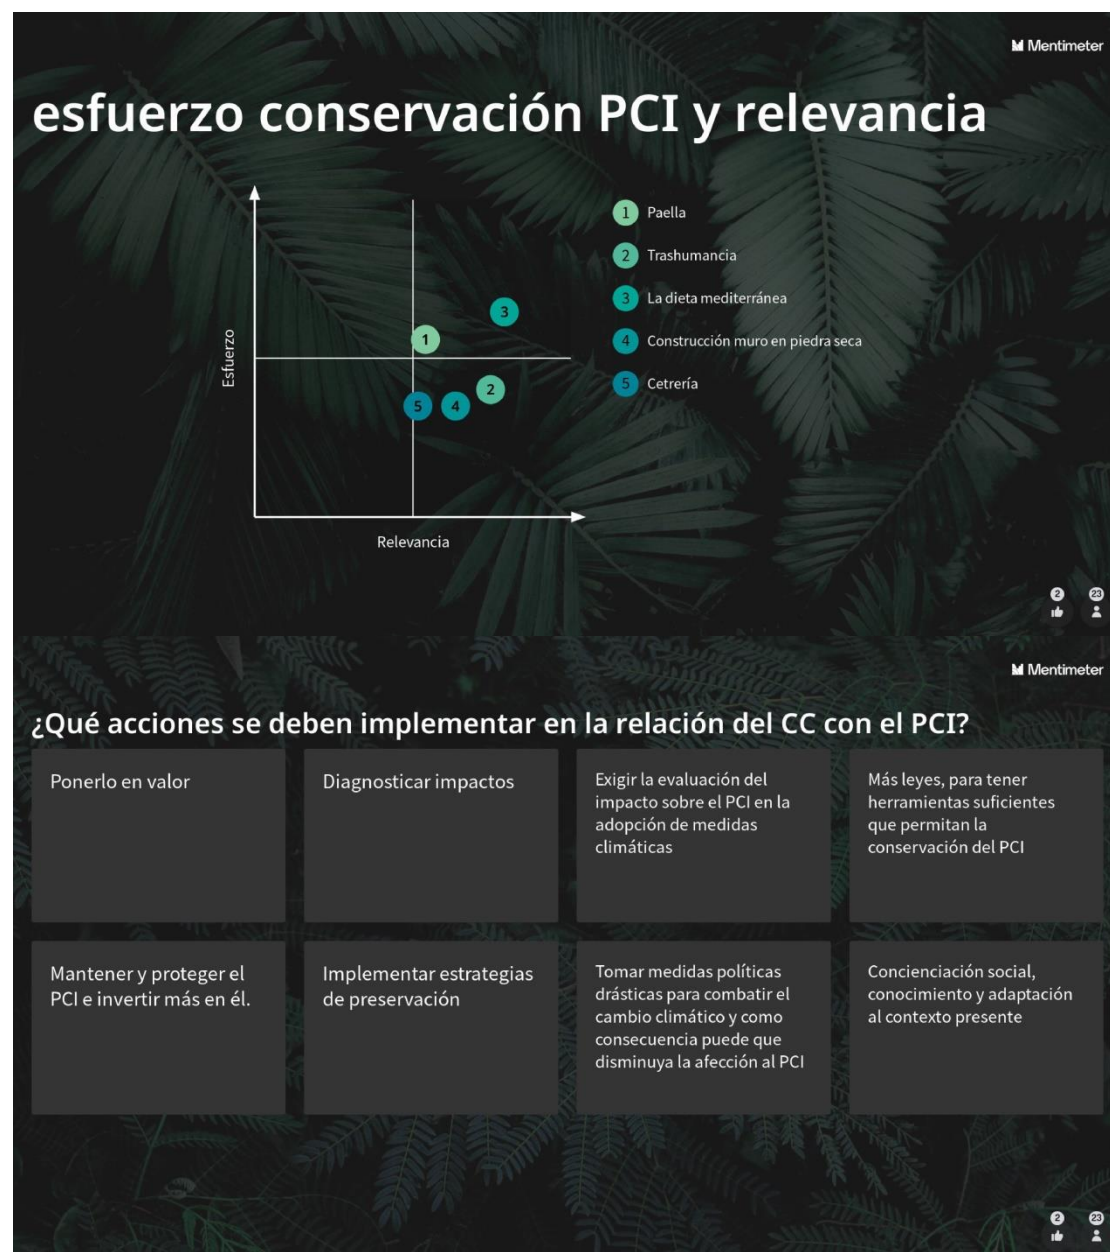 Mentimeter
esfuerzo conservación PCI y relevancia
1 Paella
2 Trashumancia
3 La dieta mediterránea
4 Construcción muro en piedra seca
5 Cetrería
Esfuerzo
3
1
2
5
4
Relevancia
2
23
Mentimeter
¿Qué acciones se deben implementar en la relación del CC con el PCI?
Ponerlo en valor
Diagnosticar impactos
Exigir la evaluación del
impacto sobre el PCI en la
adopción de medidas
climáticas
Más leyes, para tener
herramientas suficientes
que permitan la
conservación del PCI
Mantener y proteger el
PCI e invertir más en él.
Implementar estrategias
de preservación
Tomar medidas políticas
drásticas para combatir el
cambio climático y como
consecuencia puede que
disminuya la afección al PCI
Concienciación social,
conocimiento y adaptación
al contexto presente
2
23